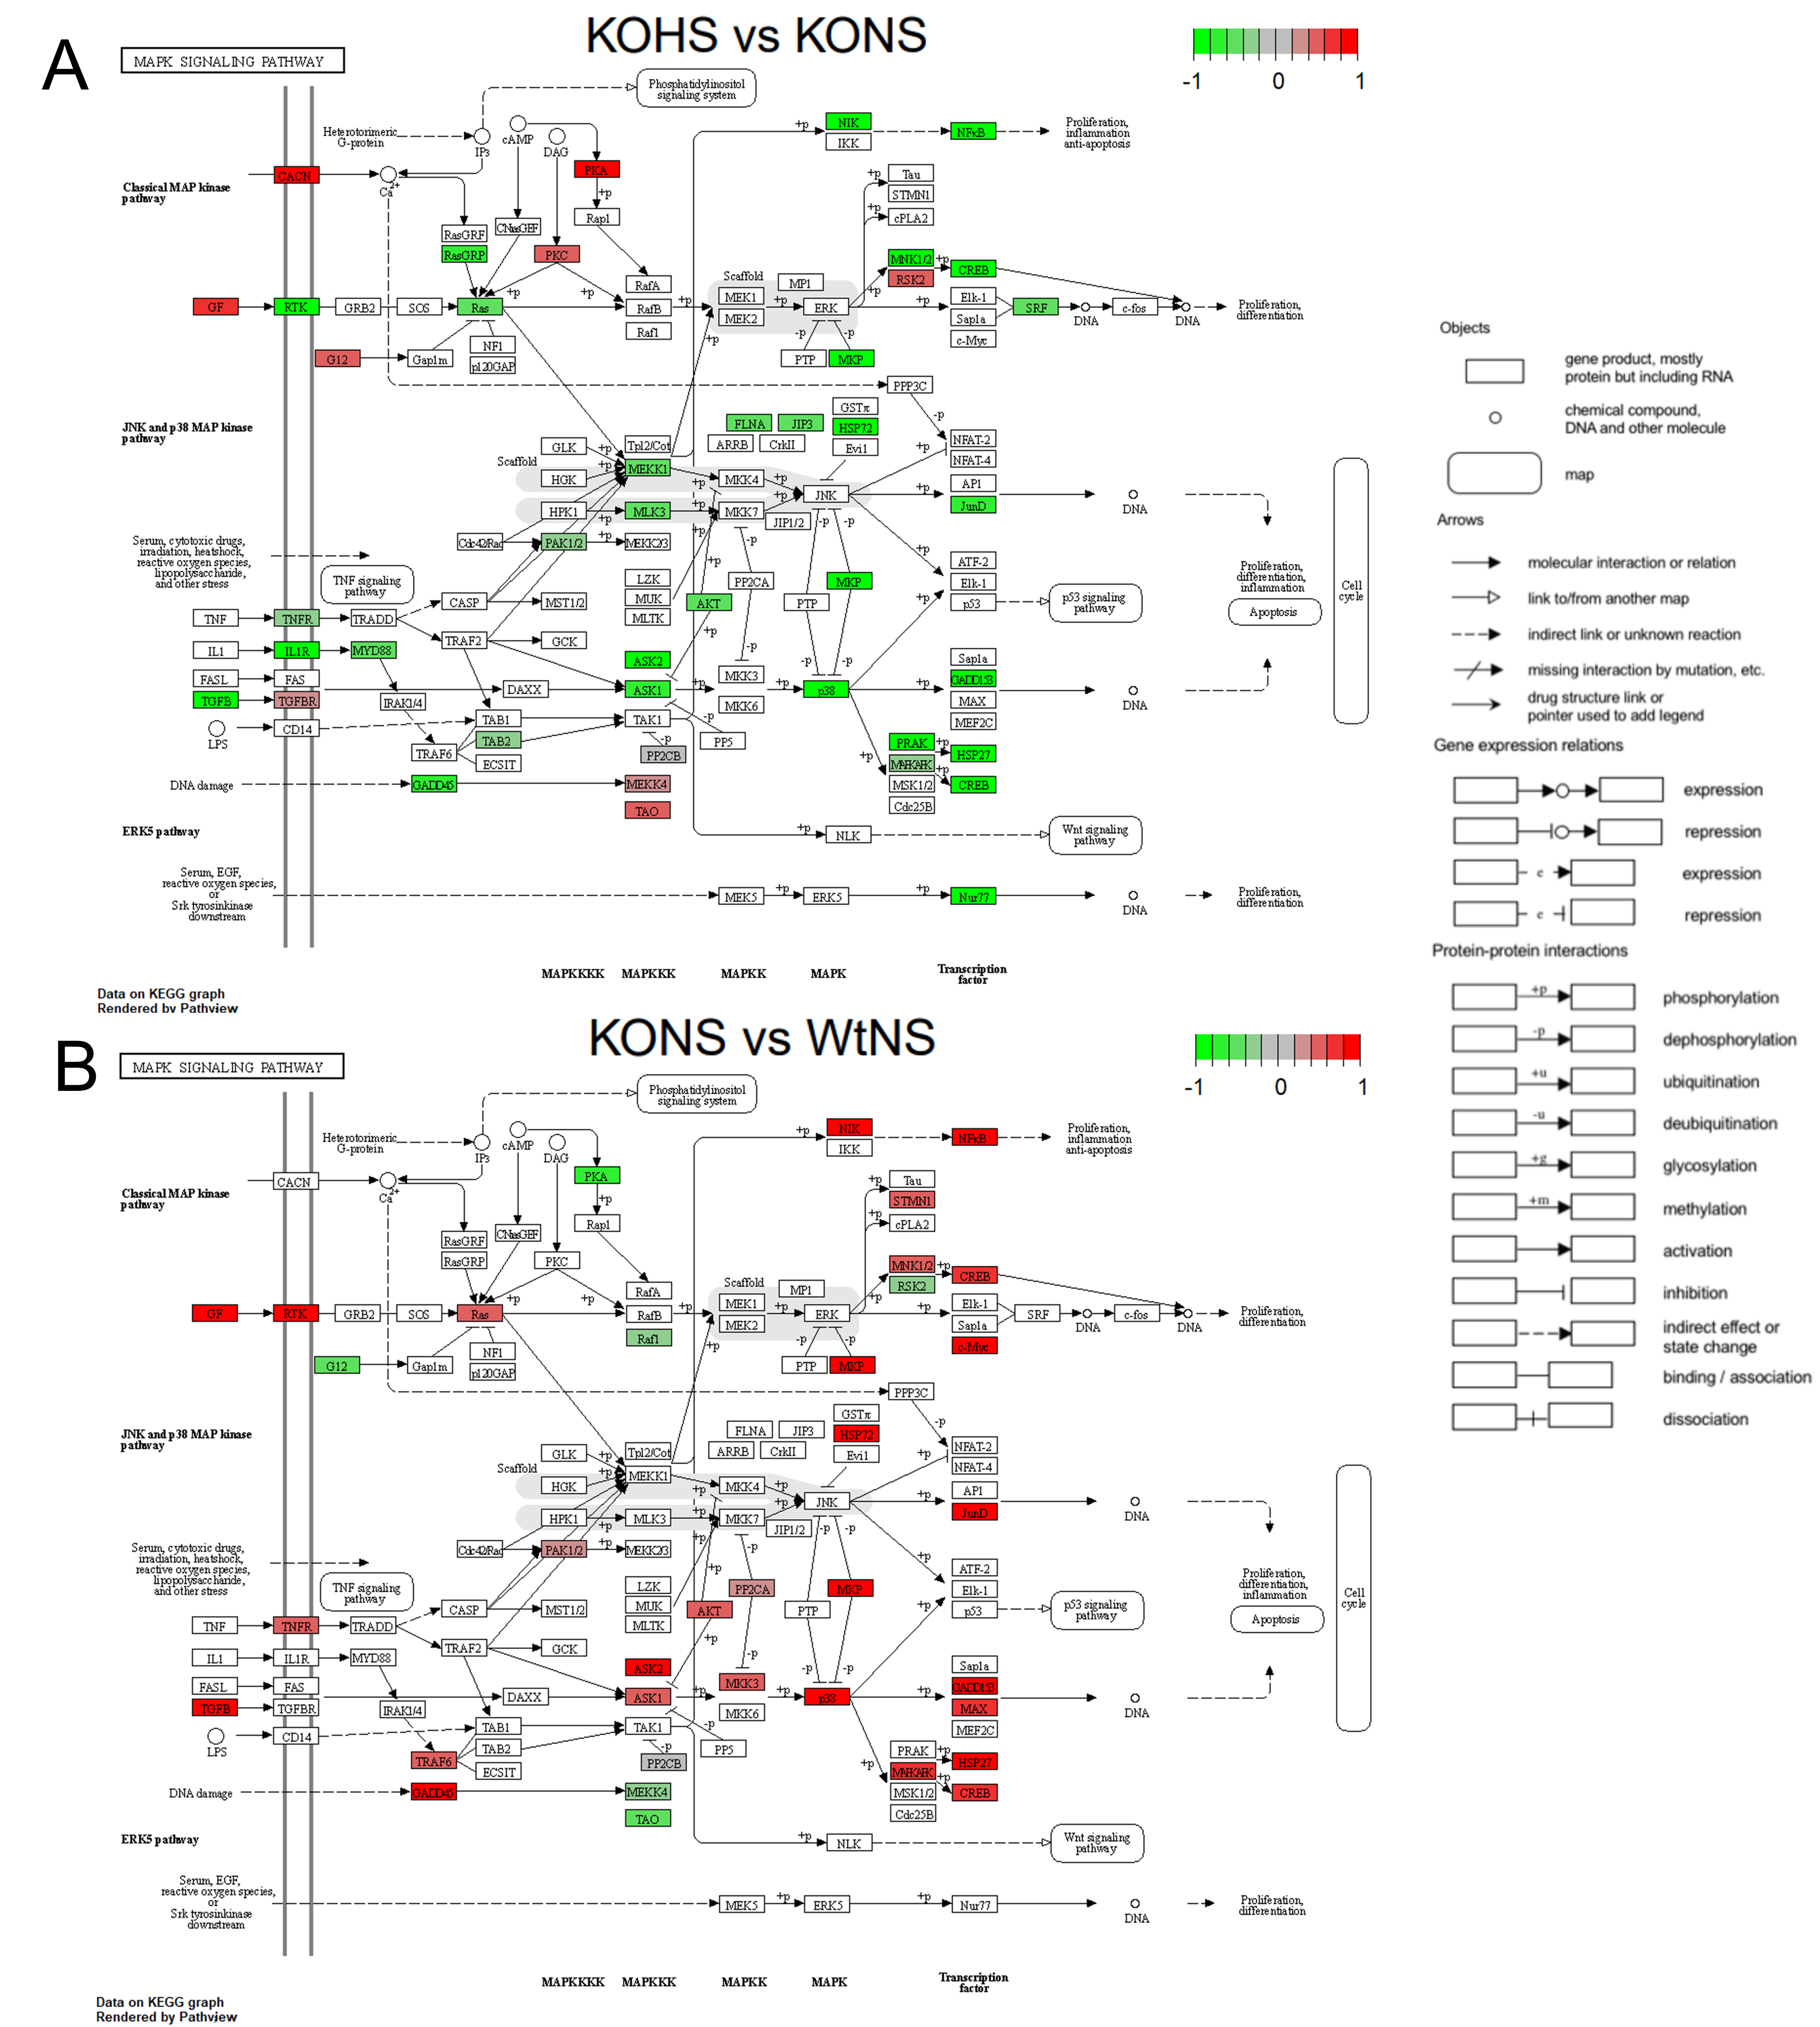 A
KOHS vs KONS
MAPK SIGNALING PATHWAY
-1 0 1
Phosphatidylinositol
signaling system
Heterotorimeric
G-protein
IP3
cAMP
DAG
+p
NIK
IKK
NFκB
Proliferation,
inflammation
anti-apoptosis
Classical MAP kinase
pathway
CACN
Ca2+
PKA
+p
Rap1
RasGRF
RasGRP
CNrasGEF
PKC
+p
Tau
STMN1
+p
cPLA2
RafA
RafB
Raf1
Scaffold
MEK1
MEK2
MP1
ERK
MNK1/2
RSK2
+p
CREB
GF
RTK
GRB2
SOS
Ras
+p
+p
+p
+p
+p
+p
Elk-1
Sap1a
c-Myc
SRF
DNA
c-fos
DNA
Proliferation,
differentiation
G12
Gap1m
NF1
p120GAP
+p
-p
-p
PTP
MKP
PPP3C
JNK and p38 MAP kinase
pathway
FLNA
JIP3
GSTπ
HSP72
ARRB
CrkII
Evi1
-p
NFAT-2
NFAT-4
GLK
Tpl2/Cot
Scaffold
HGK
MEKK1
MKK4
JNK
AP1
JunD
DNA
HPK1
MLK3
MKK7
JIP1/2
+p
+p
+p
+p
+p
+p
+p
+p
+p
+p
Serum, cytotoxic drugs,
irradiation, heatshock,
reactive oxygen species,
lipopolysaccharide,
and other stress
Cdc42/Rac
PAK1/2
+p
MEKK2/3
+p
-p
-p
-p
+p
ATF-2
Elk-1
p53
p53 signaling
pathway
Proliferation,
differentiation,
inflammation
Apoptosis
Cell
cycle
TNF signaling
pathway
LZK
MUK
MLTK
+p
PP2CA
MKP
PTP
AKT
CASP
MST1/2
+p
TNF
TNFR
TRADD
TRAF2
GCK
+p
IL1
IL1R
MYD88
ASK2
-p
-p
-p
FASL
FAS
DAXX
ASK1
+p
MKK3
MKK6
+p
p38
+p
Sap1a
GADD153
MAX
MEF2C
DNA
TGFB
TGFBR
IRAK1/4
LPS
CD14
TAB1
TAB2
ECSIT
TRAF6
TAK1
-p
PP5
-p
PP2CB
+p
PRAK
MAPKAPK
MSK1/2
Cdc25B
+p
HSP27
+p
CREB
DNA damage
GADD45
MEKK4
TAO
ERK5 pathway
+p
NLK
Wnt signaling
pathway
Serum, EGF,
reactive oxygen species,
or
Srk tyrosinkinase
downstream
MEK5
+p
ERK5
+p
Nur77
DNA
Proliferation,
differentiation
MAPKKKK
MAPKKK
MAPKK
MAPK
Transcription
factor
Data on KEGG graph
Rendered by Pathview
B
KONS vs WtNS
MAPK SIGNALING PATHWAY
-1 0 1
Phosphatidylinositol
signaling system
Heterotorimeric
G-protein
IP3
cAMP
DAG
+p
NIK
IKK
NFκB
Proliferation,
inflammation
anti-apoptosis
Classical MAP kinase
pathway
CACN
Ca2+
PKA
+p
Rap1
RasGRF
RasGRP
CNrasGEF
PKC
+p
Tau
STMN1
+p
cPLA2
RafA
RafB
Raf1
Scaffold
MEK1
MEK2
MP1
ERK
MNK1/2
RSK2
+p
CREB
GF
RTK
GRB2
SOS
Ras
+p
+p
+p
+p
+p
+p
Elk-1
Sap1a
c-Myc
SRF
DNA
c-fos
DNA
Proliferation,
differentiation
G12
Gap1m
NF1
p120GAP
+p
-p
-p
PTP
MKP
PPP3C
JNK and p38 MAP kinase
pathway
FLNA
JIP3
GSTπ
HSP72
ARRB
CrkII
Evi1
-p
NFAT-2
NFAT-4
GLK
Tpl2/Cot
Scaffold
HGK
MEKK1
MKK4
JNK
AP1
JunD
DNA
HPK1
MLK3
MKK7
JIP1/2
+p
+p
+p
+p
+p
+p
+p
+p
+p
+p
Serum, cytotoxic drugs,
irradiation, heatshock,
reactive oxygen species,
lipopolysaccharide,
and other stress
Cdc42/Rac
PAK1/2
+p
MEKK2/3
+p
-p
-p
-p
+p
ATF-2
Elk-1
p53
p53 signaling
pathway
Proliferation,
differentiation,
inflammation
Apoptosis
Cell
cycle
TNF signaling
pathway
LZK
MUK
MLTK
+p
PP2CA
MKP
PTP
AKT
CASP
MST1/2
+p
TNF
TNFR
TRADD
TRAF2
GCK
+p
IL1
IL1R
MYD88
ASK2
-p
-p
-p
FASL
FAS
DAXX
ASK1
+p
MKK3
MKK6
+p
p38
+p
Sap1a
GADD153
MAX
MEF2C
DNA
TGFB
TGFBR
IRAK1/4
LPS
CD14
TAB1
TAB2
ECSIT
TRAF6
TAK1
-p
PP5
-p
PP2CB
+p
PRAK
MAPKAPK
MSK1/2
Cdc25B
+p
HSP27
+p
CREB
DNA damage
GADD45
MEKK4
TAO
ERK5 pathway
+p
NLK
Wnt signaling
pathway
Serum, EGF,
reactive oxygen species,
or
Srk tyrosinkinase
downstream
MEK5
+p
ERK5
+p
Nur77
DNA
Proliferation,
differentiation
MAPKKKK
MAPKKK
MAPKK
MAPK
Transcription
factor
Data on KEGG graph
Rendered by Pathview
Objects
gene product, mostly
protein but including RNA
chemical compound,
DNA and other molecule
map
Arrows
molecular interaction or relation
link to/from another map
indirect link or unknown reaction
missing interaction by mutation, etc.
drug structure link or
pointer used to add legend
Gene expression relations
expression
repression
e expression
e repression
Protein-protein interactions
+p phosphorylation
-p dephosphorylation
+u ubiquitination
-u deubiquitination
+g glycosylation
+m methylation
activation
inhibition
indirect effect or
state change
binding / association
dissociation